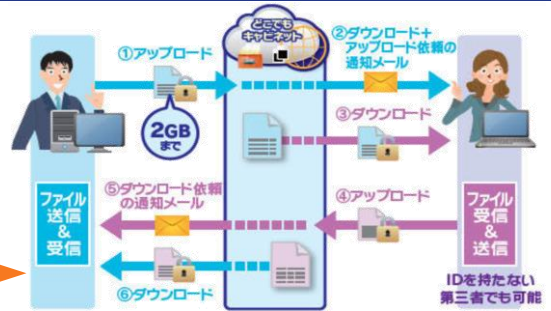 どこでも
キャビネット
①アップロード
2GB
まで
②ダウンロード+
アップロード依頼の
通知メール
③ダウンロード
④アップロード
⑤ダウンロード依頼
の通知メール
⑥ダウンロード
ファイル
送信
&
受信
ファイル
受信
&
送信
IDを持たない
第三者でも可能